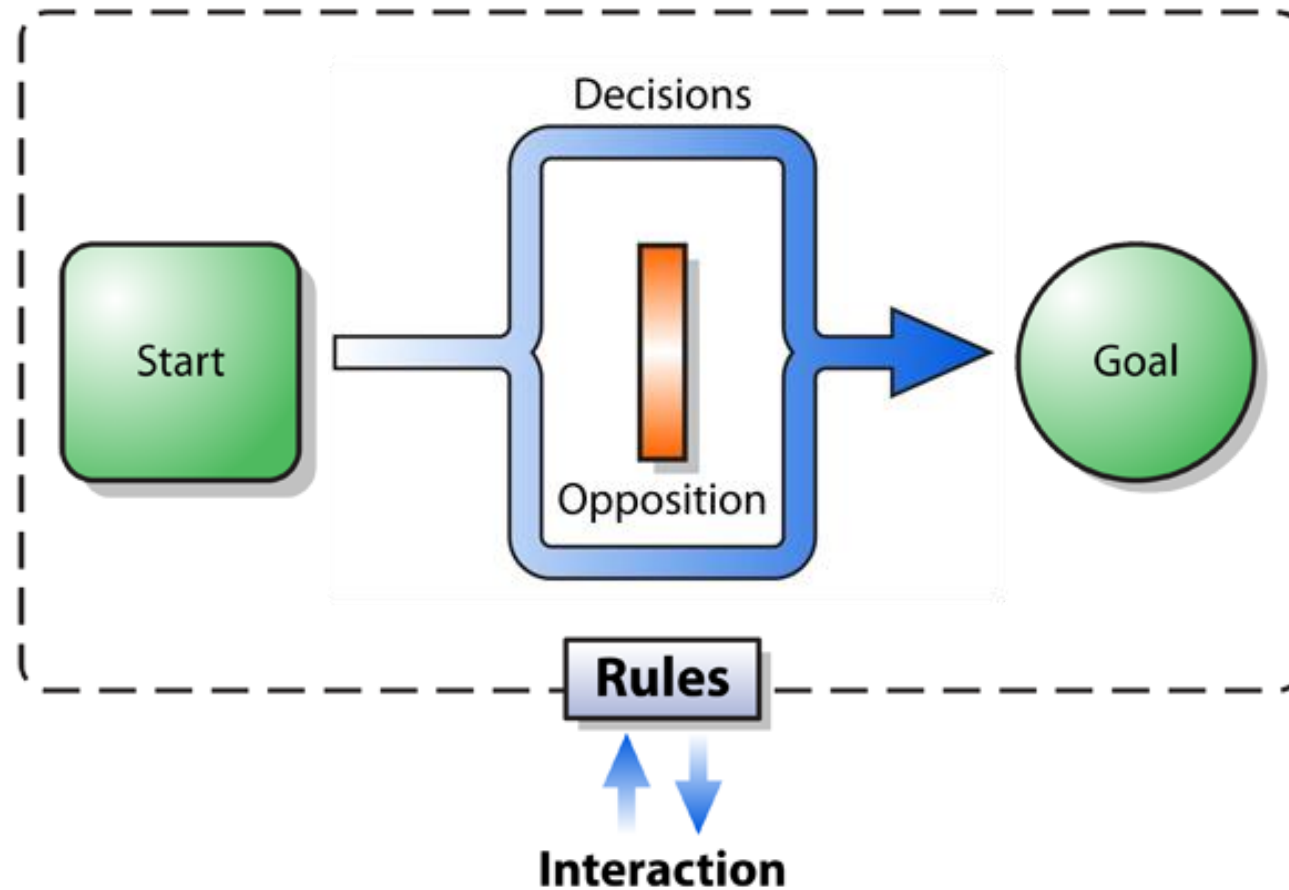 Decisions
Start
Goal
Opposition
Rules
Interaction